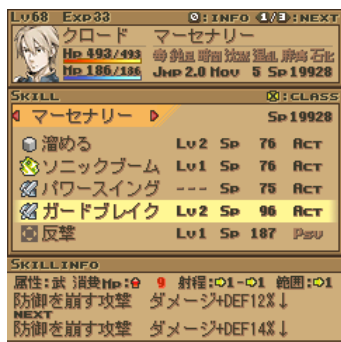 Lv68 Exp33 ⓪:INFO ◁1/3▷:NEXT
クロード マーセナリー
Hp 493/493
Hp 186/186 Jmp 2.0 Mov 5 Sp 19928
SKILL Ⓧ:CLASS
マーセナリー Sp 19928
溜める Lv2 Sp 76 Act
ソニックブーム Lv1 Sp 76 Act
パワースイング --- Sp 75 Act
ガードブレイク Lv2 Sp 96 Act
反撃 Lv1 Sp 187 Psv
SKILLINFO
属性:武 消費Mp: 9 射程:1-1 範囲:1
防御を崩す攻撃 ダメージ+DEF12%↓
NEXT
防御を崩す攻撃 ダメージ+DEF14%↓